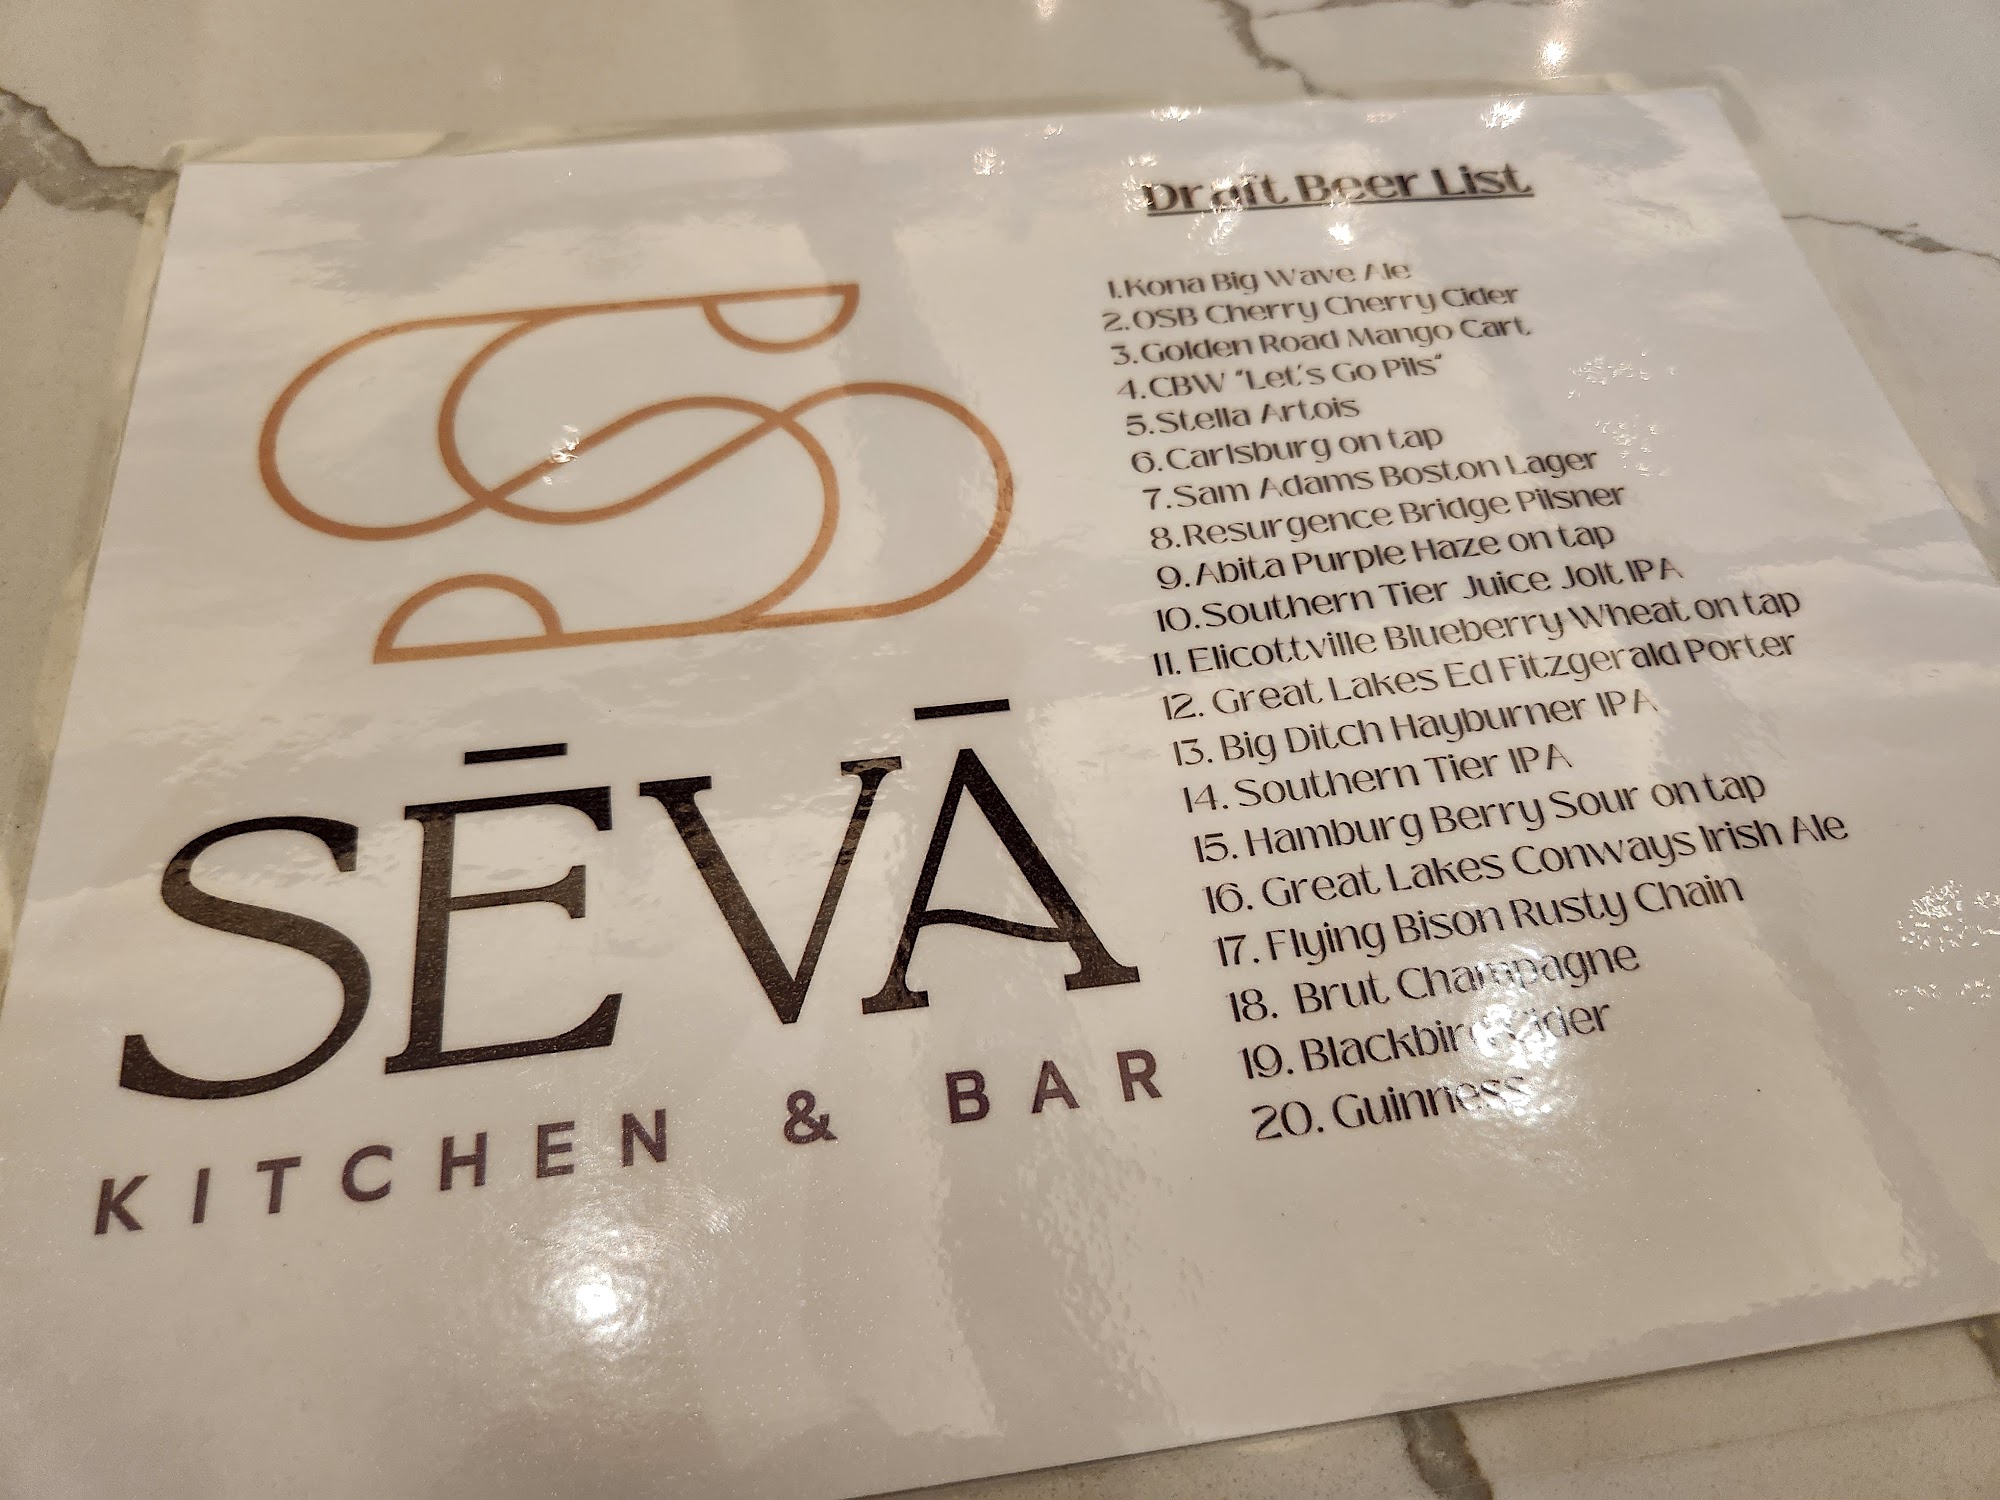 SĒVĀ
KITCHEN & BAR
Draft Beer List
1.Kona Big Wave Ale
2.OSB Cherry Cherry Cider
3.Golden Road Mango Cart
4.CBW "Let's Go Pils"
5.Stella Artois
6.Carlsburg on tap
7.Sam Adams Boston Lager
8.Resurgence Bridge Pilsner
9.Abita Purple Haze on tap
10.Southern Tier Juice Jolt IPA
11. Elicottville Blueberry Wheat on tap
12. Great Lakes Ed Fitzgerald Porter
13. Big Ditch Hayburner IPA
14. Southern Tier IPA
15. Hamburg Berry Sour on tap
16. Great Lakes Conways Irish Ale
17. Flying Bison Rusty Chain
18. Brut Champagne
19. Blackbird Cider
20. Guinness